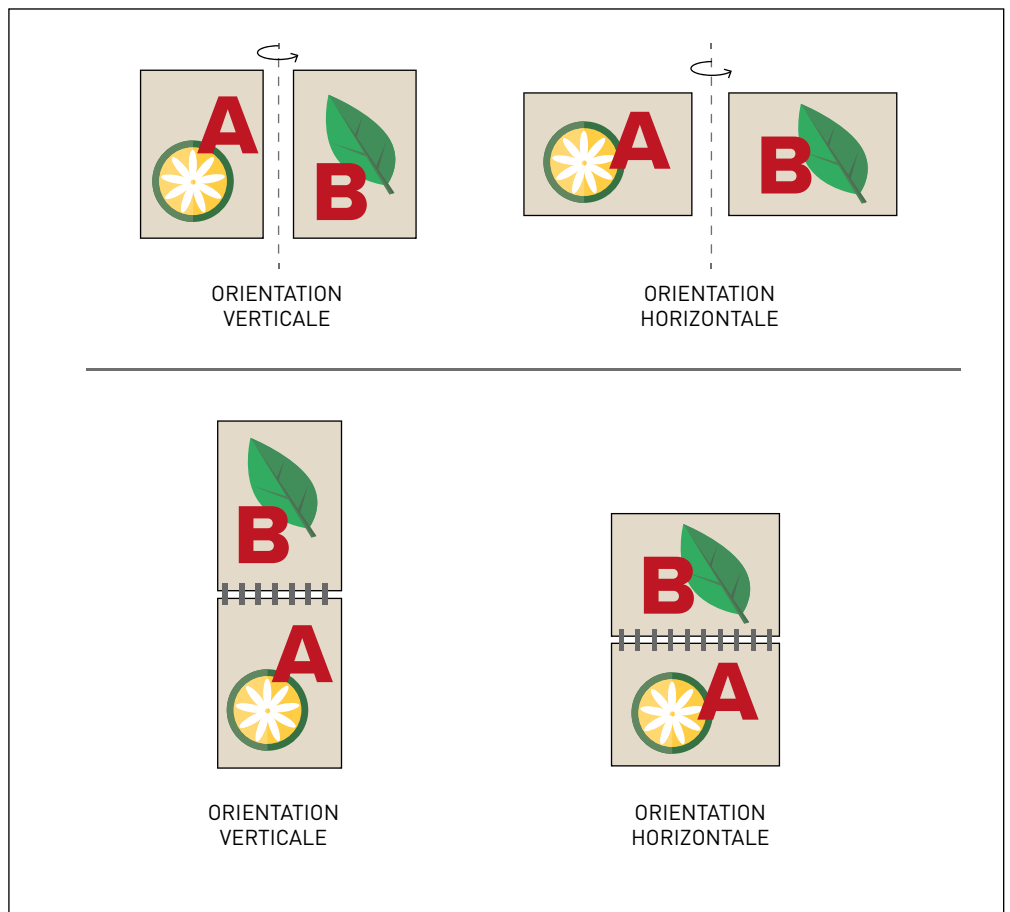 A
B
A
B
ORIENTATION
VERTICALE
ORIENTATION
HORIZONTALE
B
A
B
A
ORIENTATION
VERTICALE
ORIENTATION
HORIZONTALE